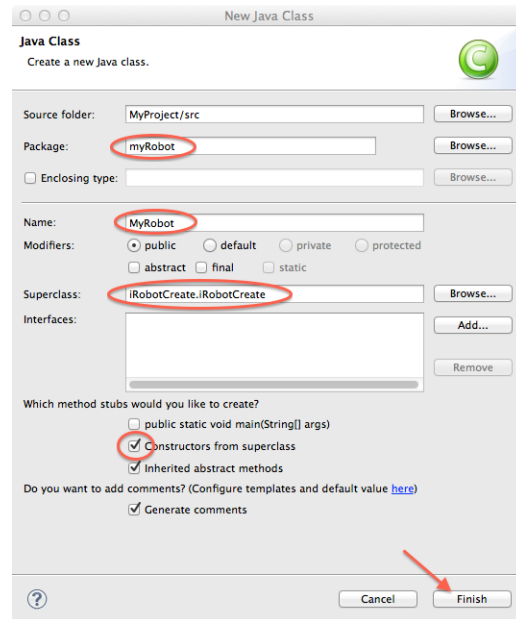 New Java Class
Java Class
Create a new Java class.
C
Source folder: MyProject/src Browse...
Package: myRobot Browse...
Enclosing type: Browse...
Name: MyRobot
Modifiers: public default private protected
abstract final static
Superclass: iRobotCreate.iRobotCreate Browse...
Interfaces: Add...
Remove
Which method stubs would you like to create?
public static void main(String[] args)
Constructors from superclass
Inherited abstract methods
Do you want to add comments? (Configure templates and default value here)
Generate comments
? Cancel Finish